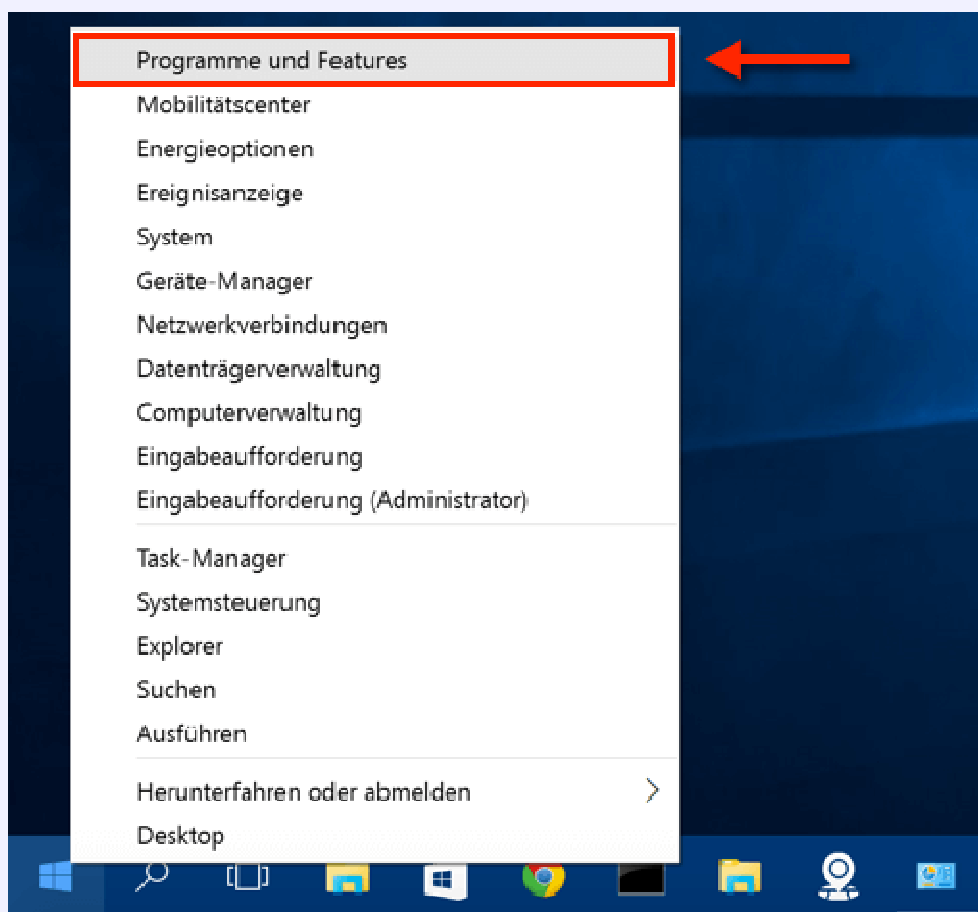 Programme und Features
Mobilitätscenter
Energieoptionen
Ereignisanzeige
System
Geräte-Manager
Netzwerkverbindungen
Datenträgerverwaltung
Computerverwaltung
Eingabeaufforderung
Eingabeaufforderung (Administrator)
Task-Manager
Systemsteuerung
Explorer
Suchen
Ausführen
Herunterfahren oder abmelden
Desktop